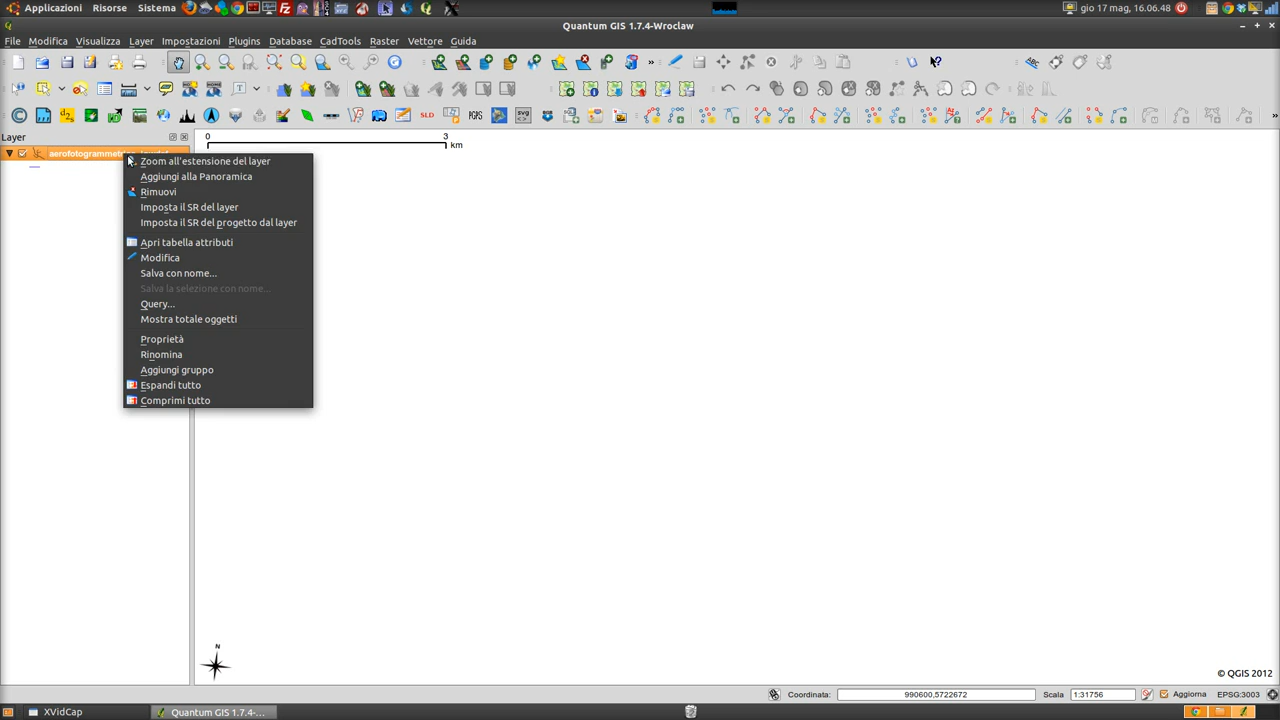 Applicazioni Risorse Sistema gio 17 mag, 16.06.48
Quantum GIS 1.7.4-Wroclaw
File Modifica Visualizza Layer Impostazioni Plugins Database CadTools Raster Vettore Guida
SLD
Layer
0 3
km
Zoom all'estensione del layer
Aggiungi alla Panoramica
Rimuovi
Imposta il SR del layer
Imposta il SR del progetto dal layer
Apri tabella attributi
Modifica
Salva con nome...
Salva la selezione con nome...
Query...
Mostra totale oggetti
Proprietà
Rinomina
Aggiungi gruppo
Espandi tutto
Comprimi tutto
N
© QGIS 2012
Coordinata: 990600,5722672 Scala 1:31756 Aggiorna EPSG:3003
XVidCap Quantum GIS 1.7.4-...